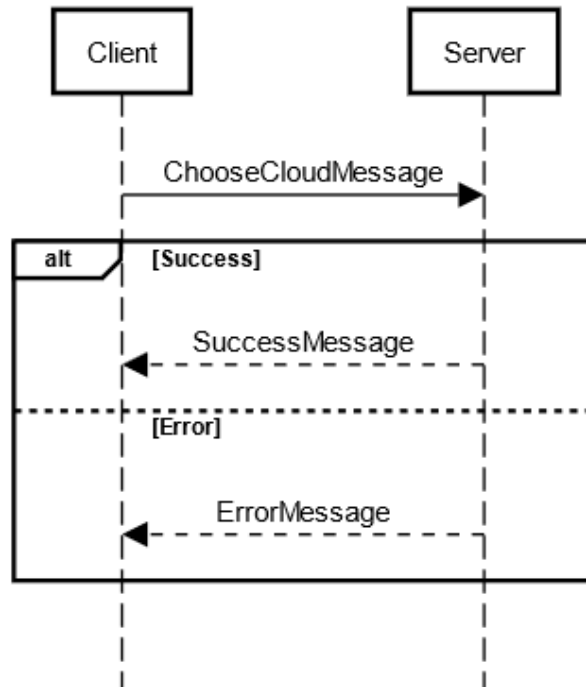 Client
Server
ChooseCloudMessage
alt
[Success]
SuccessMessage
[Error]
ErrorMessage